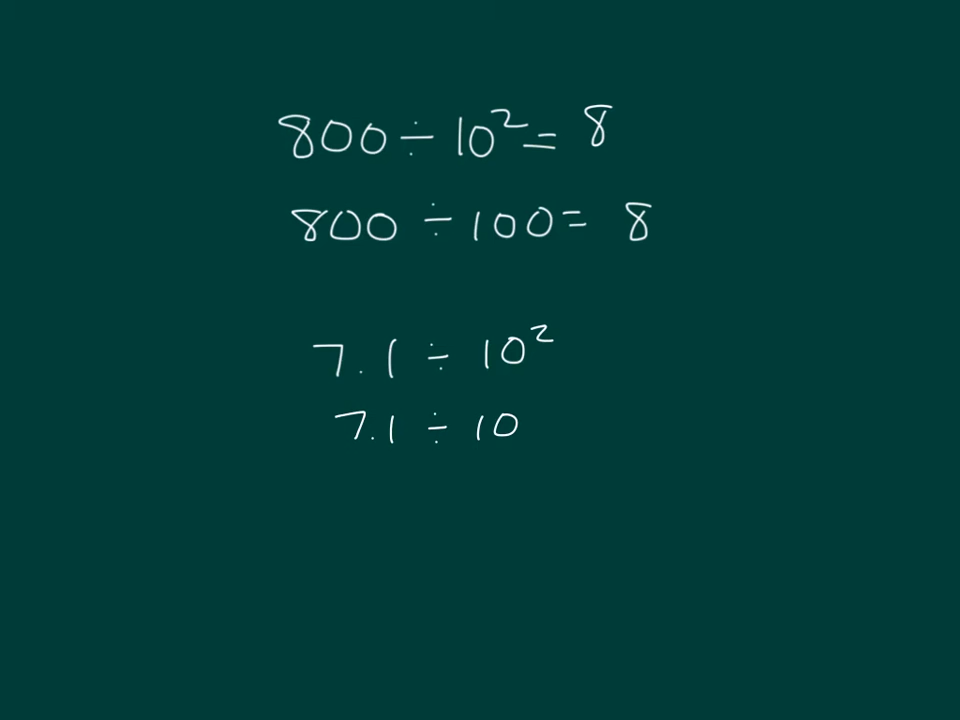 800 ÷ 10² = 8
800 ÷ 100 = 8
7.1 ÷ 10²
7.1 ÷ 10